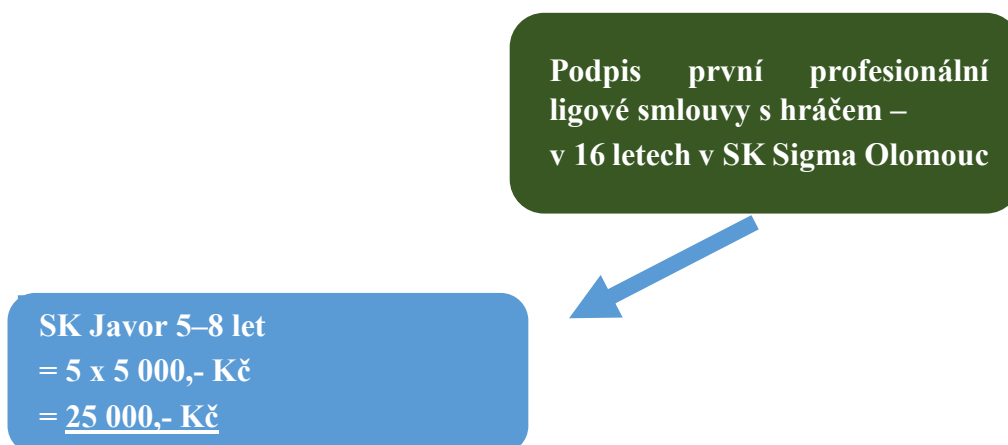 Podpis první profesionální
ligové smlouvy s hráčem –
v 16 letech v SK Sigma Olomouc
SK Javor 5–8 let
= 5 x 5 000,- Kč
= 25 000,- Kč